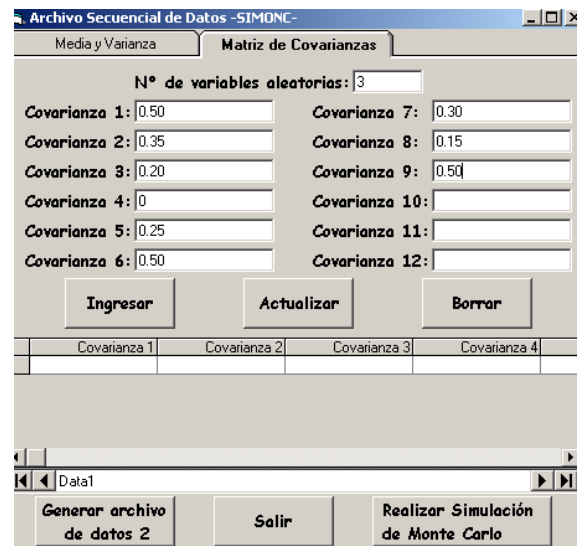 Archivo Secuencial de Datos -SIMONC-
Media y Varianza Matriz de Covarianzas
Nº de variables aleatorias: 3
Covarianza 1: 0.50 Covarianza 7: 0.30
Covarianza 2: 0.35 Covarianza 8: 0.15
Covarianza 3: 0.20 Covarianza 9: 0.50
Covarianza 4: 0 Covarianza 10:
Covarianza 5: 0.25 Covarianza 11:
Covarianza 6: 0.50 Covarianza 12:
Ingresar Actualizar Borrar
Covarianza 1 Covarianza 2 Covarianza 3 Covarianza 4
Data1
Generar archivo de datos 2 Salir Realizar Simulación de Monte Carlo